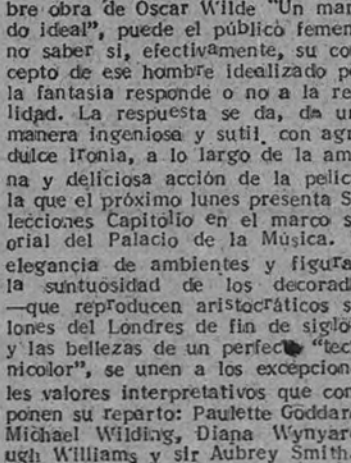 bre obra de Oscar Wilde "Un mar
do ideal", puede el público femen
no saber si, efectivamente, su co
cepto de ese hombre idealizado p
la fantasia responde o no a la re
lidad. La respuesta se da, da u
manera ingeniosa y sutil, con agr
dulce ironia, a lo largo de la am
na y deliciosa acción de la pelíc
la que el próximo lunes presenta S
lecciones Capitolio en el marco s
orial del Palacio de la Música.
elegancia de ambientes y figura
la suntuosidad de los decorad
—que reproducen aristocráticos s
lones del Londres de fin de siglo
y las bellezas de un perfecto "tec
nicolor", se unen a los excepcion
les valores interpretativos que com
ponen su reparto: Paulette Goddar
Michael Wilding, Diana Wynyar
ugh Williams y sir Aubrey Smith